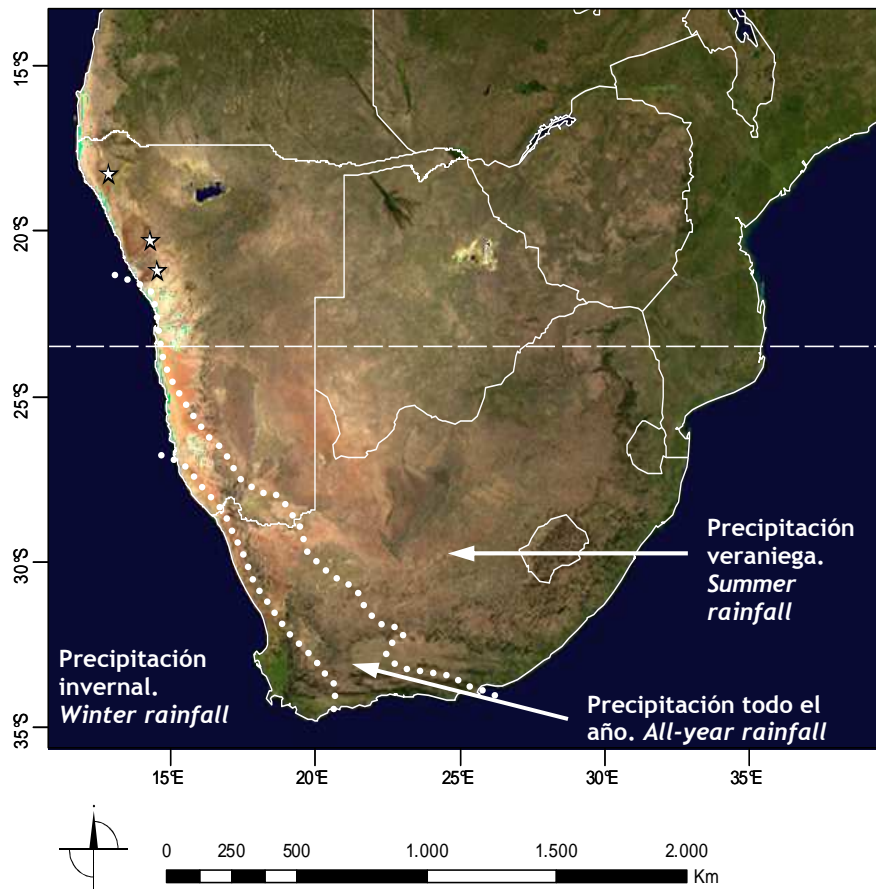 15°S
20°S
25°S
30°S
35°S
Precipitación
veraniega.
Summer
rainfall
Precipitación
invernal.
Winter rainfall
Precipitación todo el
año. All-year rainfall
15°E
20°E
25°E
30°E
35°E
0 250 500 1.000 1.500 2.000
Km